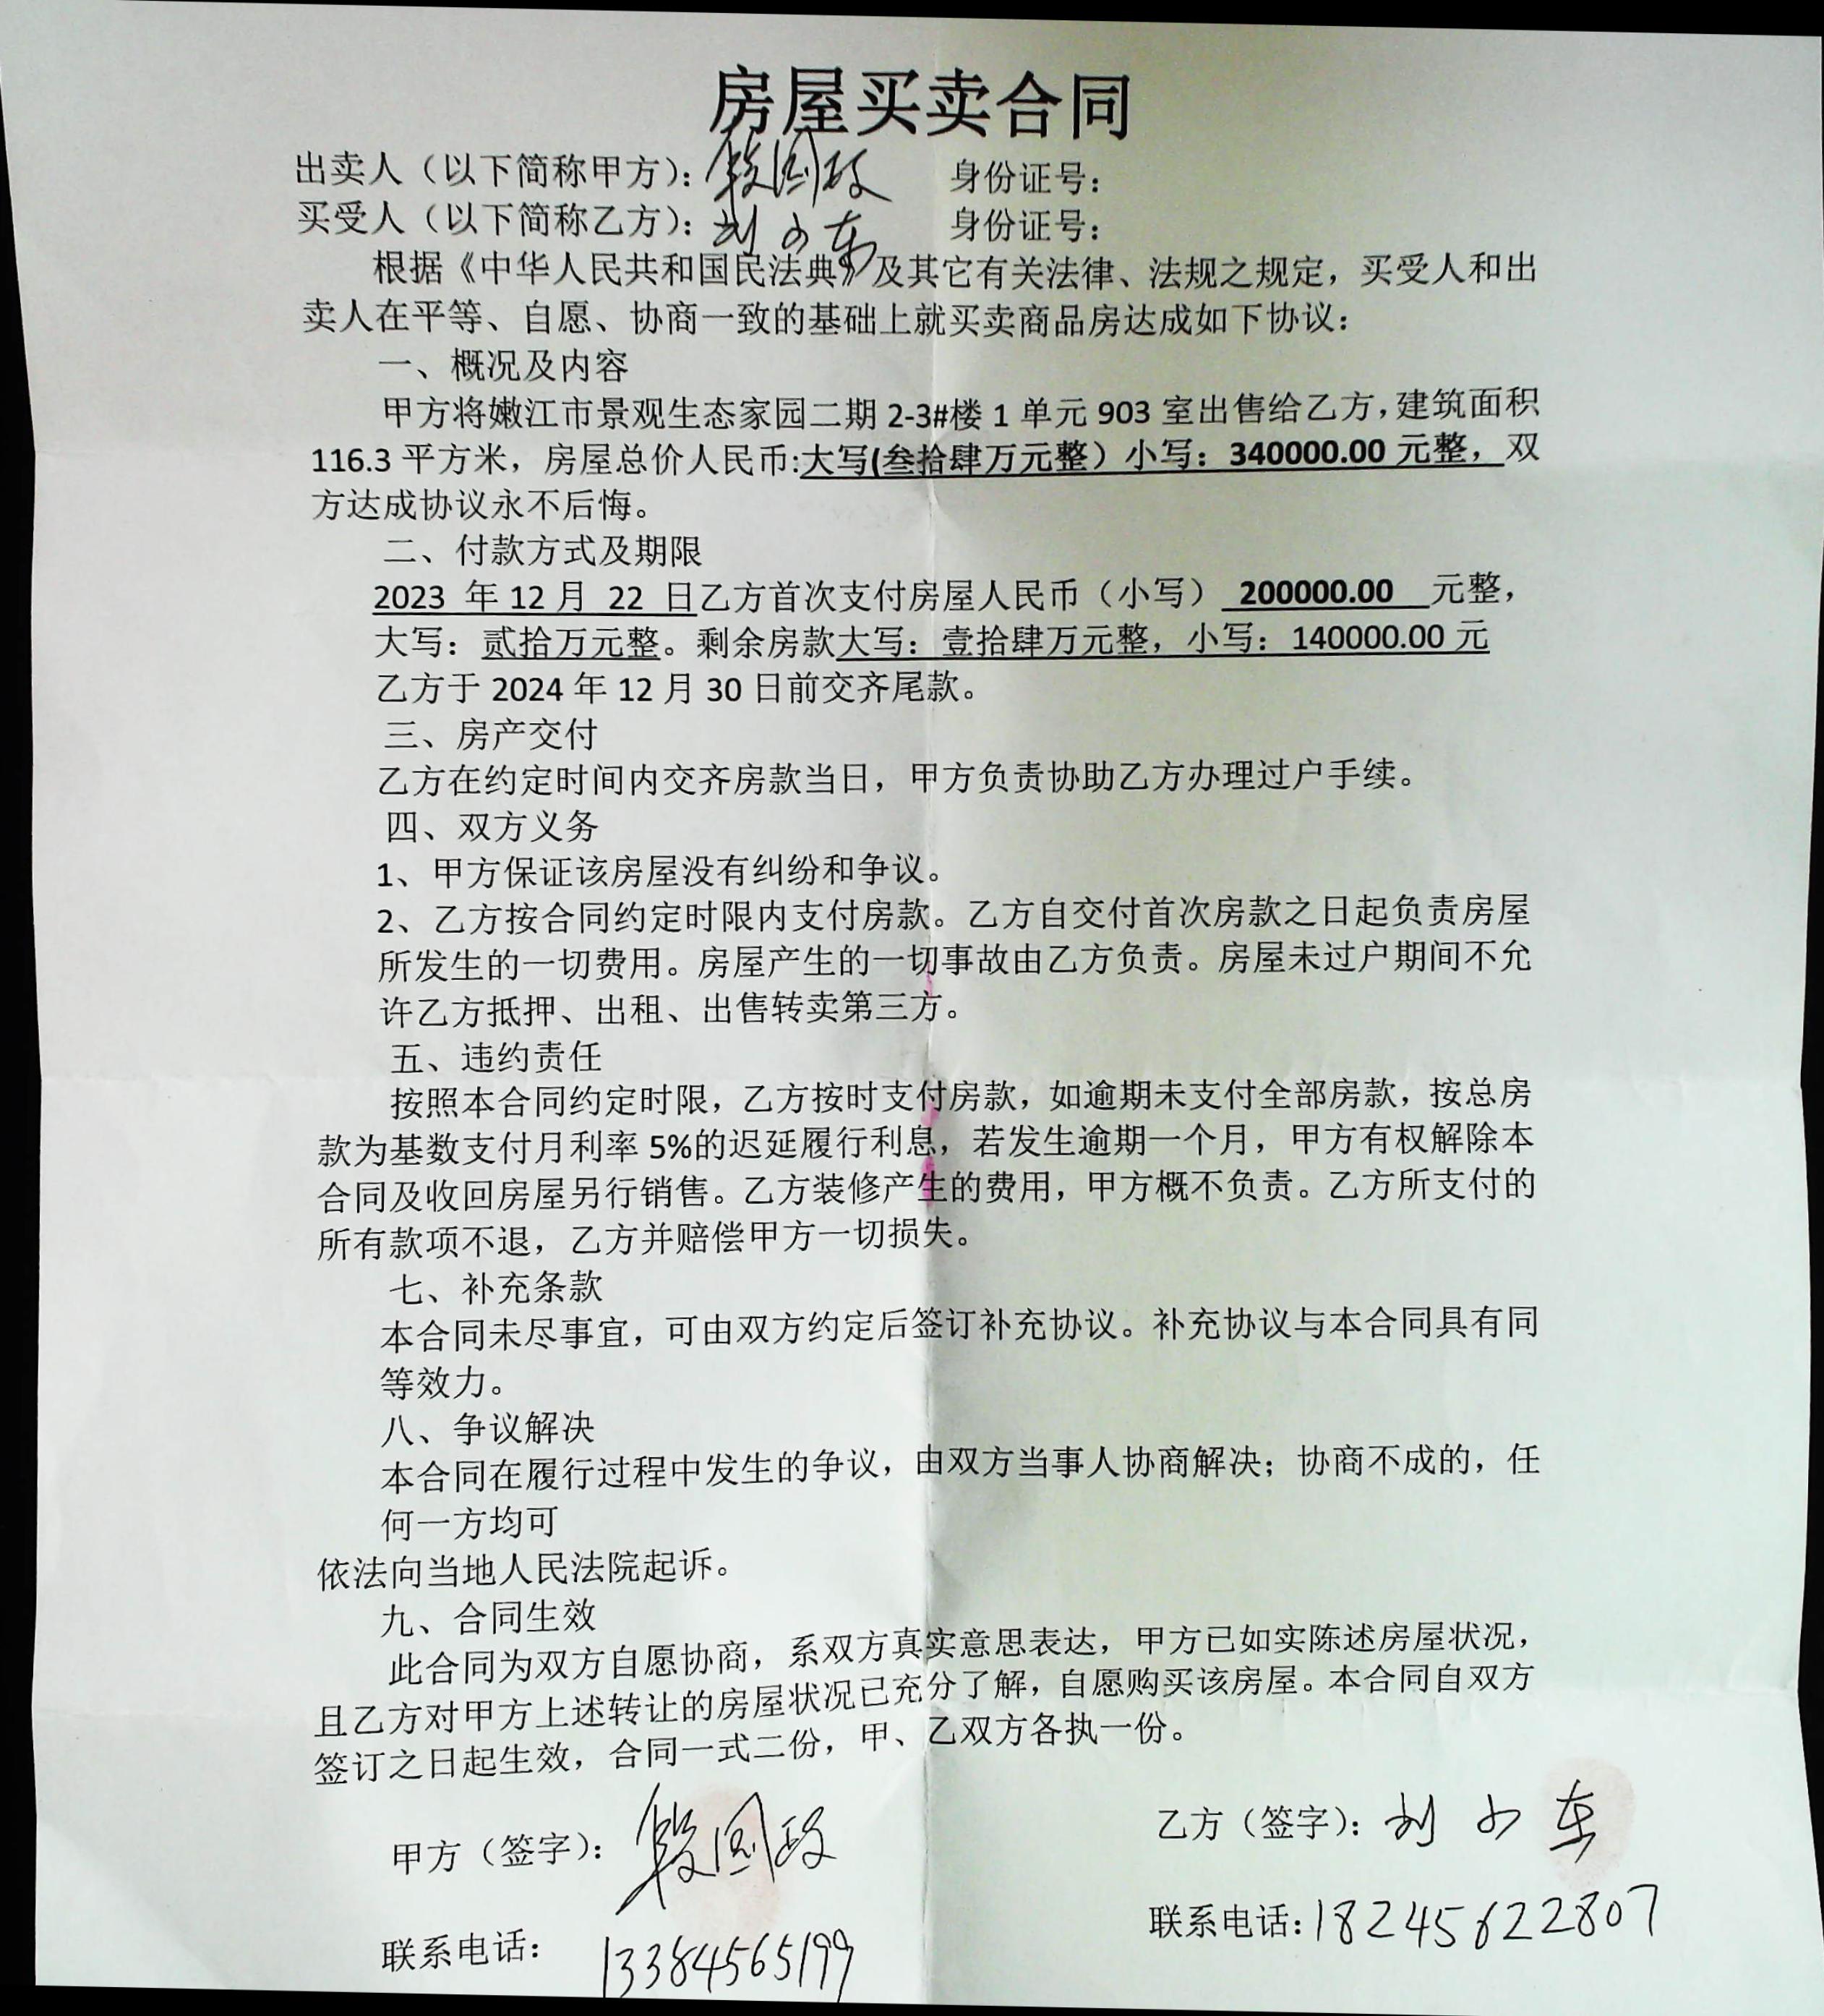 房屋买卖合同
出卖人（以下简称甲方）：段国政 身份证号：
买受人（以下简称乙方）：刘少东 身份证号：
根据《中华人民共和国民法典》及其它有关法律、法规之规定，买受人和出
卖人在平等、自愿、协商一致的基础上就买卖商品房达成如下协议：
一、概况及内容
甲方将嫩江市景观生态家园二期 2-3#楼 1 单元 903 室出售给乙方，建筑面积
116.3 平方米，房屋总价人民币:大写(叁拾肆万元整）小写：340000.00 元整，双
方达成协议永不后悔。
二、付款方式及期限
2023 年 12 月 22 日乙方首次支付房屋人民币（小写） 200000.00 元整，
大写：贰拾万元整。剩余房款大写：壹拾肆万元整，小写：140000.00 元
乙方于 2024 年 12 月 30 日前交齐尾款。
三、房产交付
乙方在约定时间内交齐房款当日，甲方负责协助乙方办理过户手续。
四、双方义务
1、甲方保证该房屋没有纠纷和争议。
2、乙方按合同约定时限内支付房款。乙方自交付首次房款之日起负责房屋
所发生的一切费用。房屋产生的一切事故由乙方负责。房屋未过户期间不允
许乙方抵押、出租、出售转卖第三方。
五、违约责任
按照本合同约定时限，乙方按时支付房款，如逾期未支付全部房款，按总房
款为基数支付月利率 5%的迟延履行利息，若发生逾期一个月，甲方有权解除本
合同及收回房屋另行销售。乙方装修产生的费用，甲方概不负责。乙方所支付的
所有款项不退，乙方并赔偿甲方一切损失。
七、补充条款
本合同未尽事宜，可由双方约定后签订补充协议。补充协议与本合同具有同
等效力。
八、争议解决
本合同在履行过程中发生的争议，由双方当事人协商解决；协商不成的，任
何一方均可
依法向当地人民法院起诉。
九、合同生效
此合同为双方自愿协商，系双方真实意思表达，甲方已如实陈述房屋状况，
且乙方对甲方上述转让的房屋状况已充分了解，自愿购买该房屋。本合同自双方
签订之日起生效，合同一式二份，甲、乙双方各执一份。
甲方（签字）：段国政 乙方（签字）：刘少东
联系电话：13384565199 联系电话：18245622807